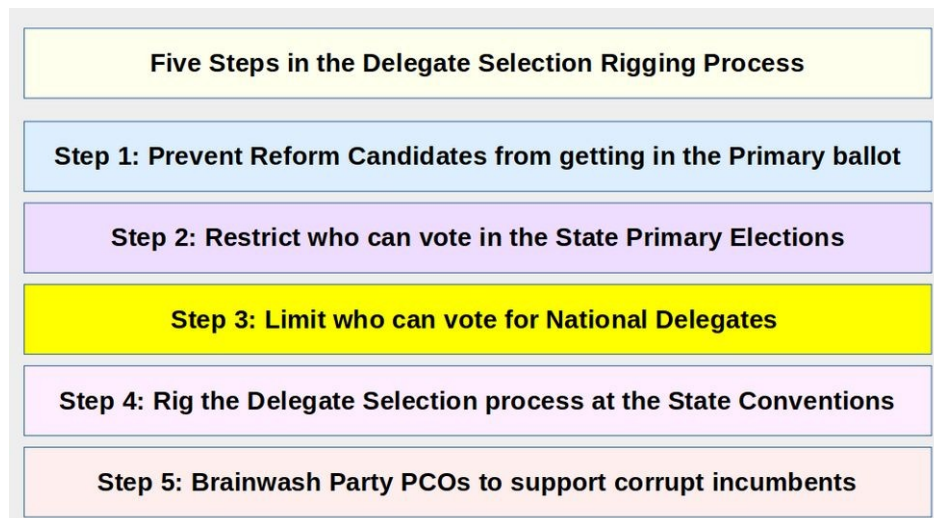 Five Steps in the Delegate Selection Rigging Process
Step 1: Prevent Reform Candidates from getting in the Primary ballot
Step 2: Restrict who can vote in the State Primary Elections
Step 3: Limit who can vote for National Delegates
Step 4: Rig the Delegate Selection process at the State Conventions
Step 5: Brainwash Party PCOs to support corrupt incumbents